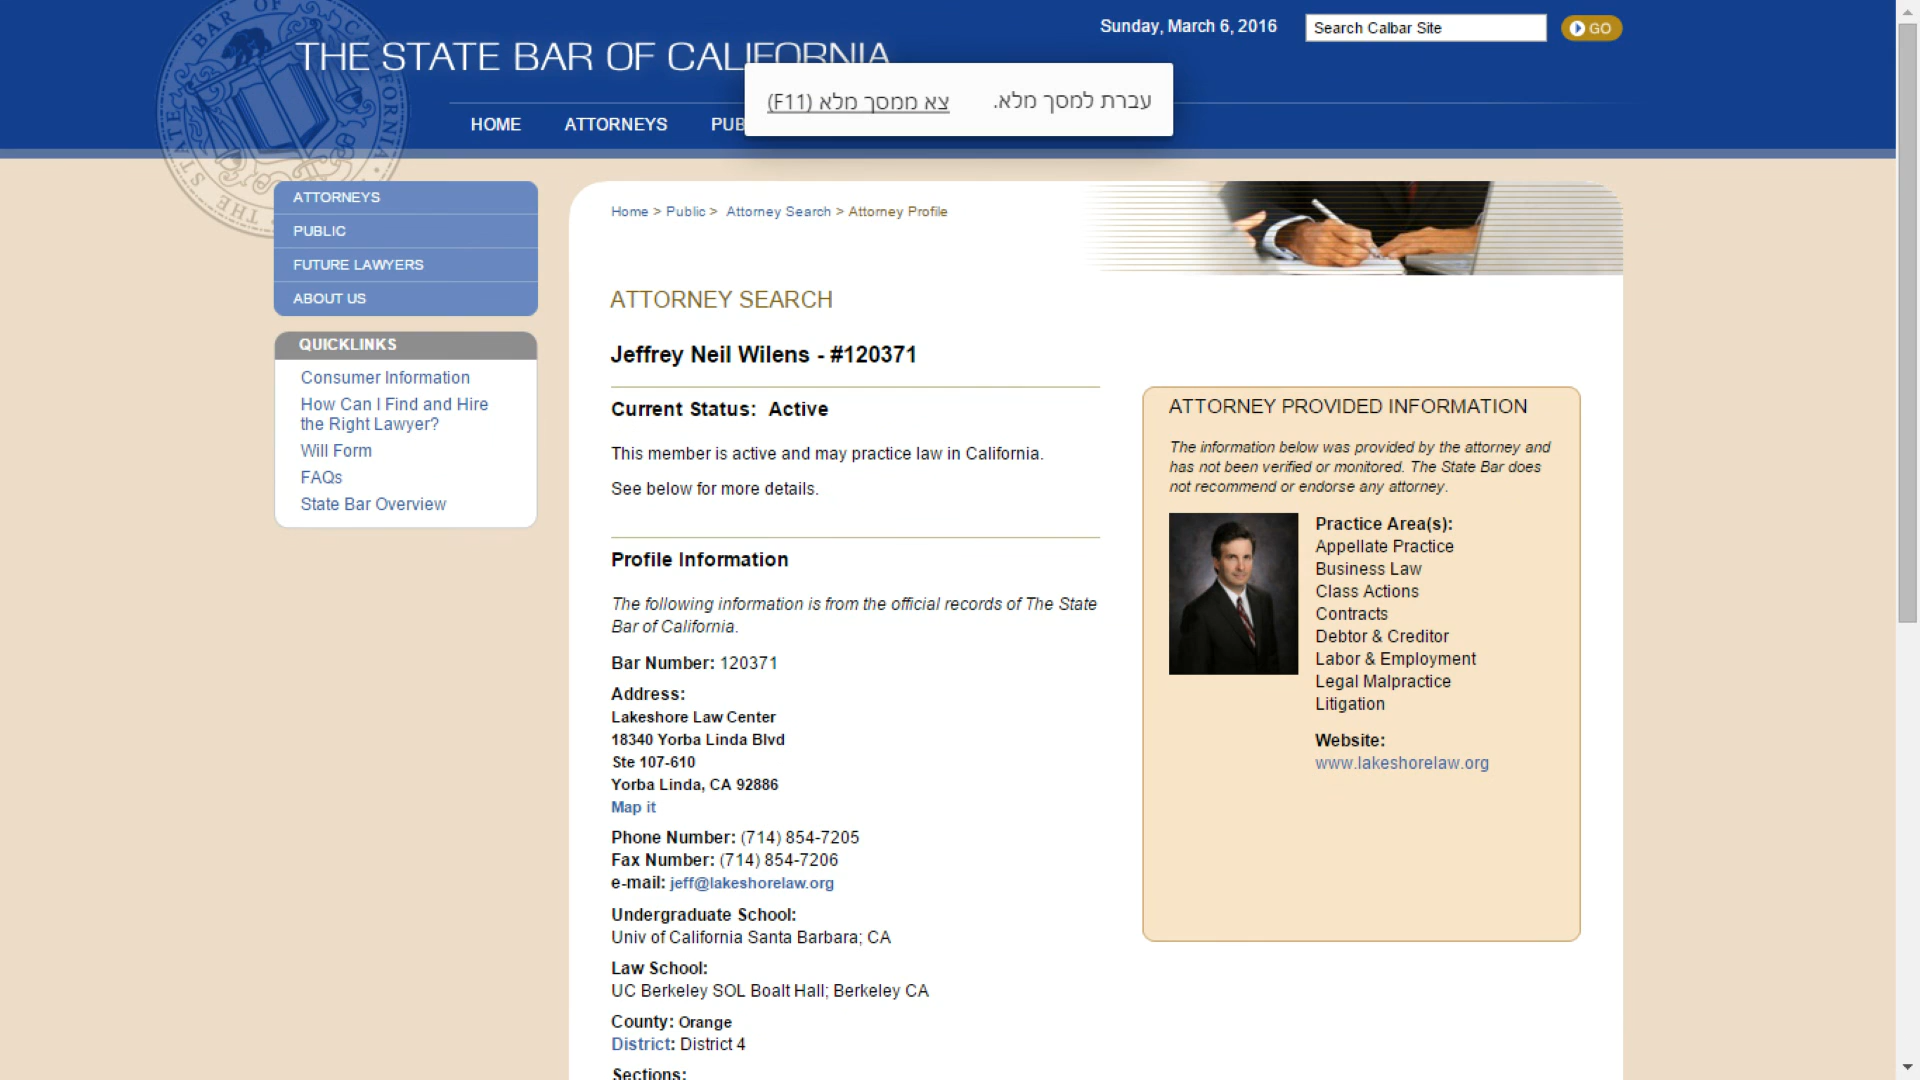 Sunday, March 6, 2016
Search Calbar Site
GO
THE STATE BAR OF CALIFORNIA
עברת למסך מלא. צא ממסך מלא (F11)
HOME
ATTORNEYS
PUB
ATTORNEYS
PUBLIC
FUTURE LAWYERS
ABOUT US
QUICKLINKS
Consumer Information
How Can I Find and Hire
the Right Lawyer?
Will Form
FAQs
State Bar Overview
Home > Public > Attorney Search > Attorney Profile
ATTORNEY SEARCH
Jeffrey Neil Wilens - #120371
Current Status: Active
This member is active and may practice law in California.
See below for more details.
Profile Information
The following information is from the official records of The State
Bar of California.
Bar Number: 120371
Address:
Lakeshore Law Center
18340 Yorba Linda Blvd
Ste 107-610
Yorba Linda, CA 92886
Map it
Phone Number: (714) 854-7205
Fax Number: (714) 854-7206
e-mail: jeff@lakeshorelaw.org
Undergraduate School:
Univ of California Santa Barbara; CA
Law School:
UC Berkeley SOL Boalt Hall; Berkeley CA
County: Orange
District: District 4
Sections:
ATTORNEY PROVIDED INFORMATION
The information below was provided by the attorney and
has not been verified or monitored. The State Bar does
not recommend or endorse any attorney.
Practice Area(s):
Appellate Practice
Business Law
Class Actions
Contracts
Debtor & Creditor
Labor & Employment
Legal Malpractice
Litigation
Website:
www.lakeshorelaw.org